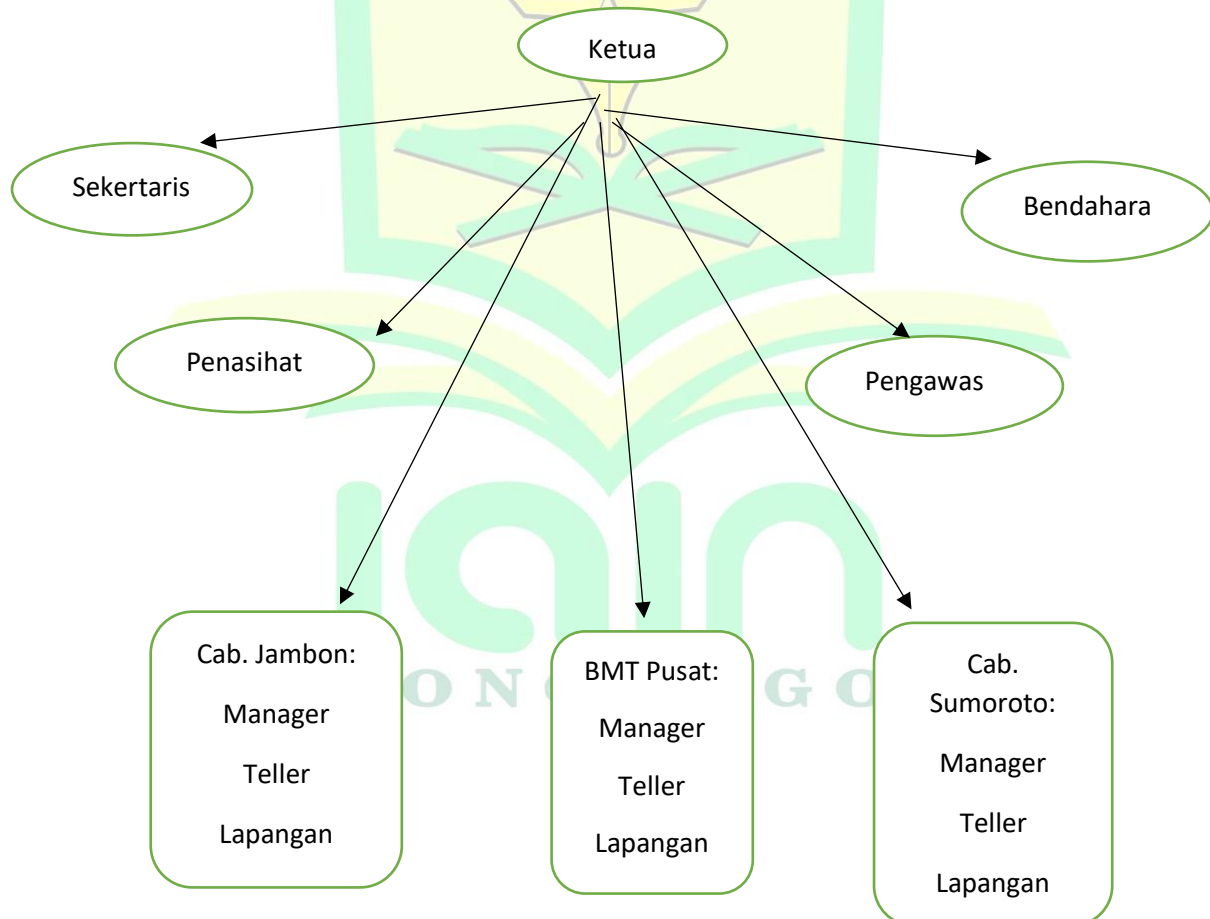 Ketua
Sekertaris
Bendahara
Penasihat
Pengawas
Cab. Jambon:
Manager
Teller
Lapangan
BMT Pusat:
Manager
Teller
Lapangan
Cab.
Sumoroto:
Manager
Teller
Lapangan
iain